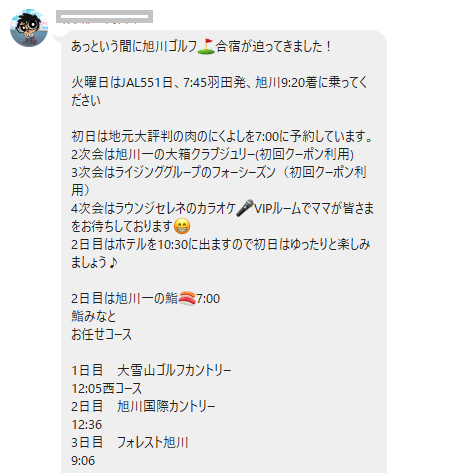 あっという間に旭川ゴルフ⛳合宿が迫ってきました！
火曜日はJAL551日、7:45羽田発、旭川9:20着に乗ってく
ださい
初日は地元大評判の肉のにくよしを7:00に予約しています。
2次会は旭川一の大箱クラブジュリー(初回クーポン利用)
3次会はライジンググループのフォーシーズン（初回クーポン利
用）
4次会はラウンジセレネのカラオケ🎤VIPルームでママが皆さま
をお待ちしております😁
2日目はホテルを10:30に出ますので初日はゆったりと楽しみ
ましょう♪
2日目は旭川一の鮨🍣7:00
鮨みなと
お任せコース
1日目　大雪山ゴルフカントリー
12:05西コース
2日目　旭川国際カントリー
12:36
3日目　フォレスト旭川
9:06